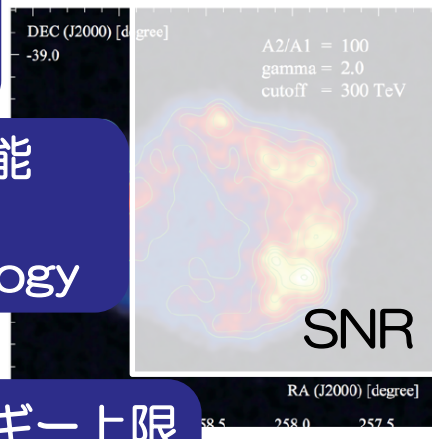 DEC (J2000) [degree]
-39.0
A2/A1 = 100
gamma = 2.0
cutoff = 300 TeV
能
ogy
SNR
RA (J2000) [degree]
ギー上限
58.5 258.0 257.5